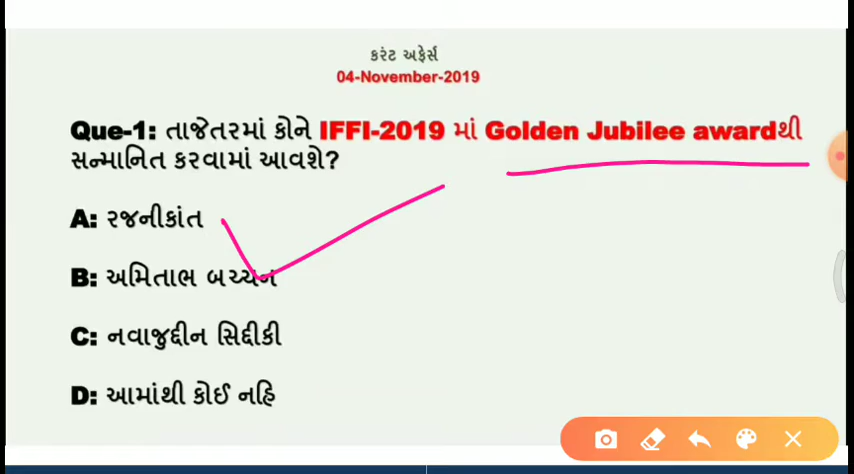 કરંટ અફેર્સ
04-November-2019
Que-1: તાજેતરમાં કોને IFFI-2019 માં Golden Jubilee awardથી
સન્માનિત કરવામાં આવશે?
A: રજનીકાંત
B: અમિતાભ બચ્ચન
C: નવાજુદ્દીન સિદ્દીકી
D: આમાંથી કોઈ નહિ